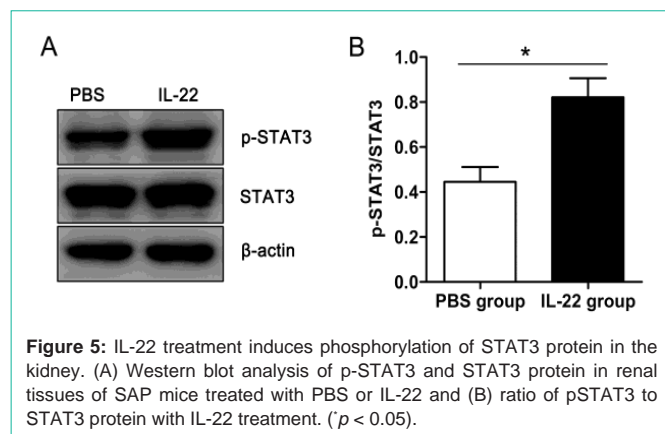 A
PBS IL-22
p-STAT3
STAT3
β-actin
B
*
1.0
0.8
0.6
0.4
0.2
0.0
p-STAT3/STAT3
PBS group IL-22 group
Figure 5: IL-22 treatment induces phosphorylation of STAT3 protein in the
kidney. (A) Western blot analysis of p-STAT3 and STAT3 protein in renal
tissues of SAP mice treated with PBS or IL-22 and (B) ratio of pSTAT3 to
STAT3 protein with IL-22 treatment. (*p < 0.05).